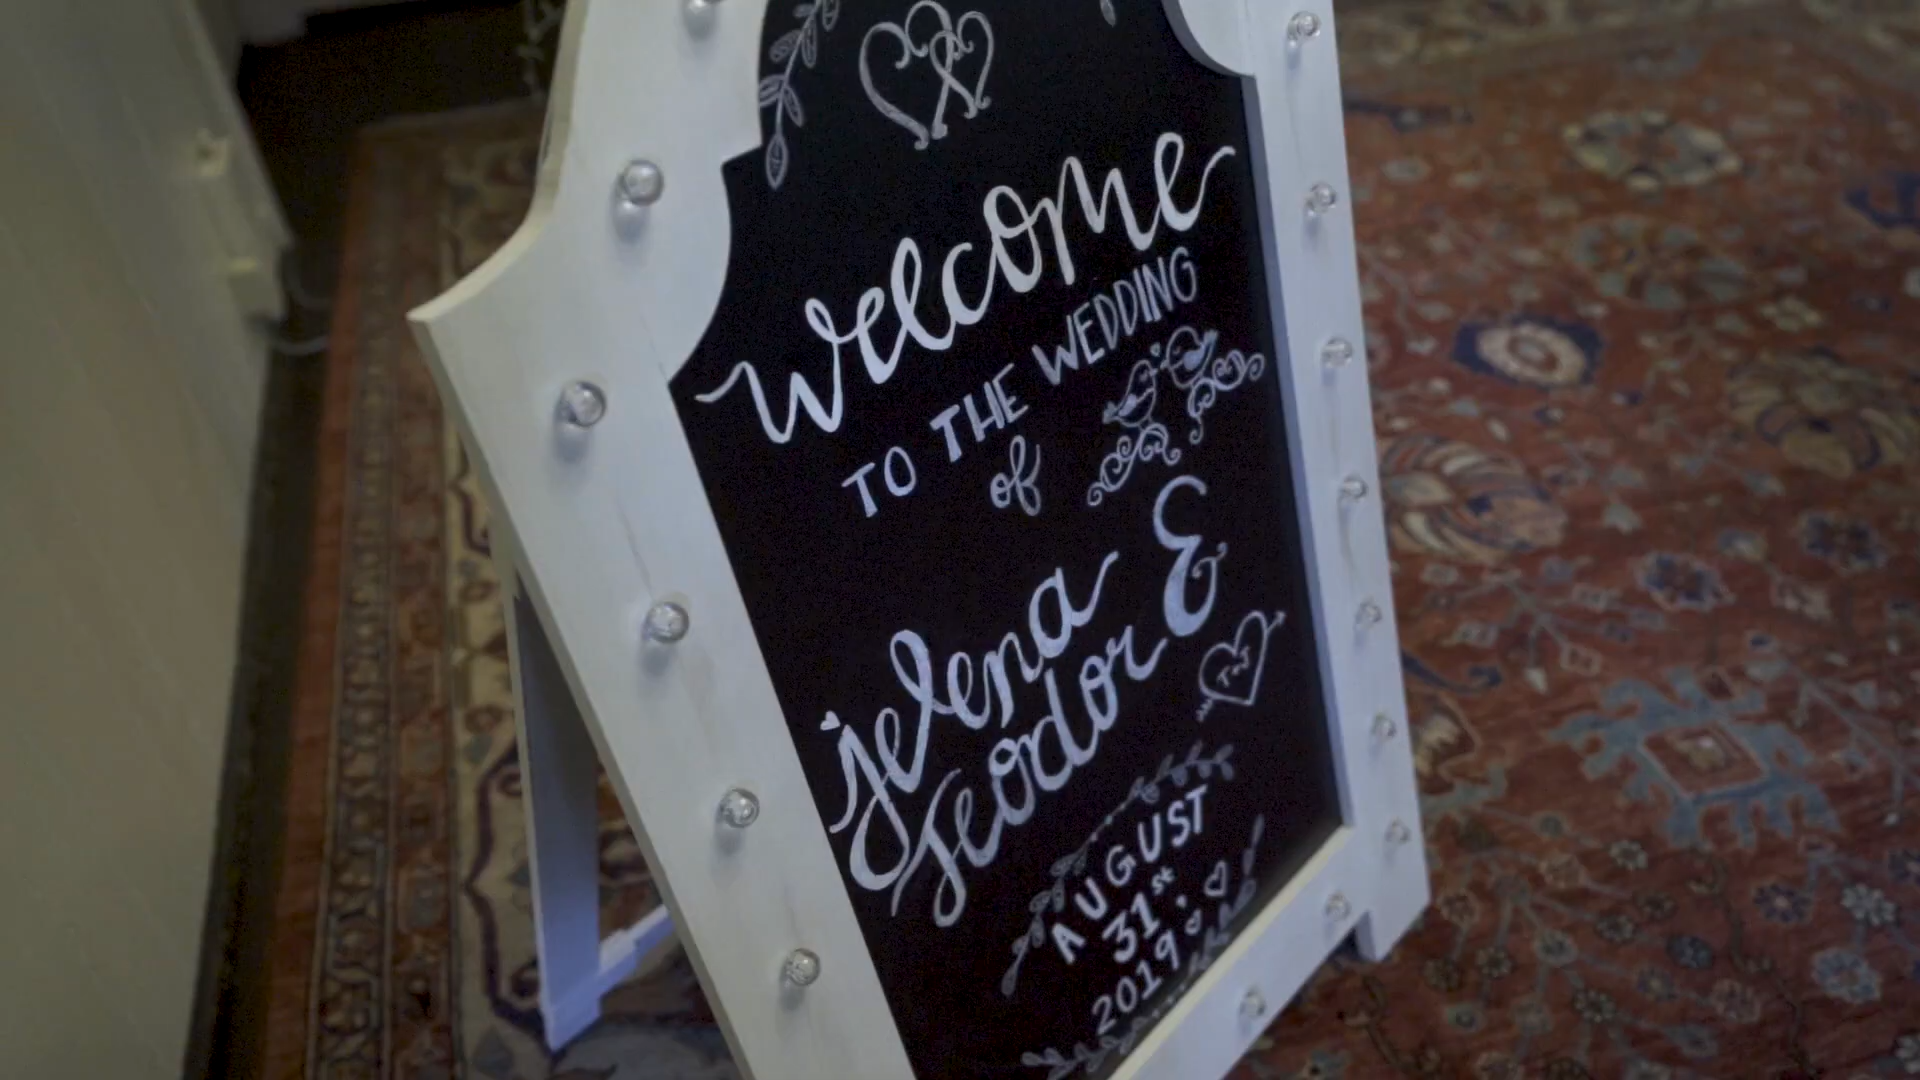 welcome
TO THE WEDDING
of
jelena &
Teodor
T + J
AUGUST
31st
2019